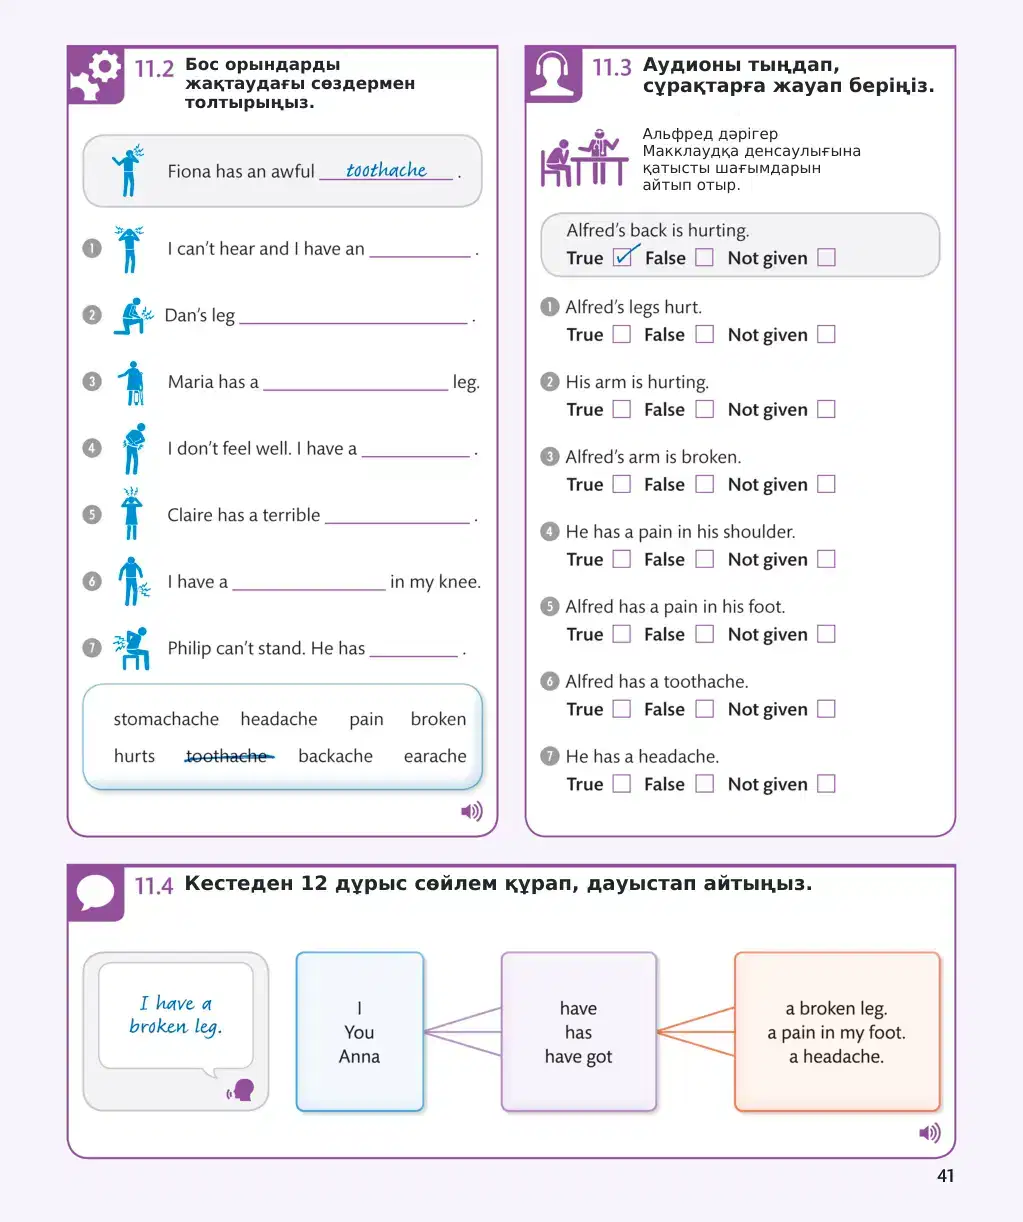 11.2 Бос орындарды
жақтаудағы сөздермен
толтырыңыз.
Fiona has an awful toothache .
1 I can't hear and I have an ___________ .
2 Dan's leg ___________ .
3 Maria has a ___________ leg.
4 I don't feel well. I have a ___________ .
5 Claire has a terrible ___________ .
6 I have a ___________ in my knee.
7 Philip can't stand. He has ___________ .
stomachache headache pain broken
hurts toothache backache earache
11.3 Аудионы тыңдап,
сұрақтарға жауап беріңіз.
Альфред дәрігер
Макклаудқа денсаулығына
қатысты шағымдарын
айтып отыр.
Alfred's back is hurting.
True ✓ False Not given
1 Alfred's legs hurt.
True False Not given
2 His arm is hurting.
True False Not given
3 Alfred's arm is broken.
True False Not given
4 He has a pain in his shoulder.
True False Not given
5 Alfred has a pain in his foot.
True False Not given
6 Alfred has a toothache.
True False Not given
7 He has a headache.
True False Not given
11.4 Кестеден 12 дұрыс сөйлем құрап, дауыстап айтыңыз.
I have a
broken leg.
I
You
Anna
have
has
have got
a broken leg.
a pain in my foot.
a headache.
41